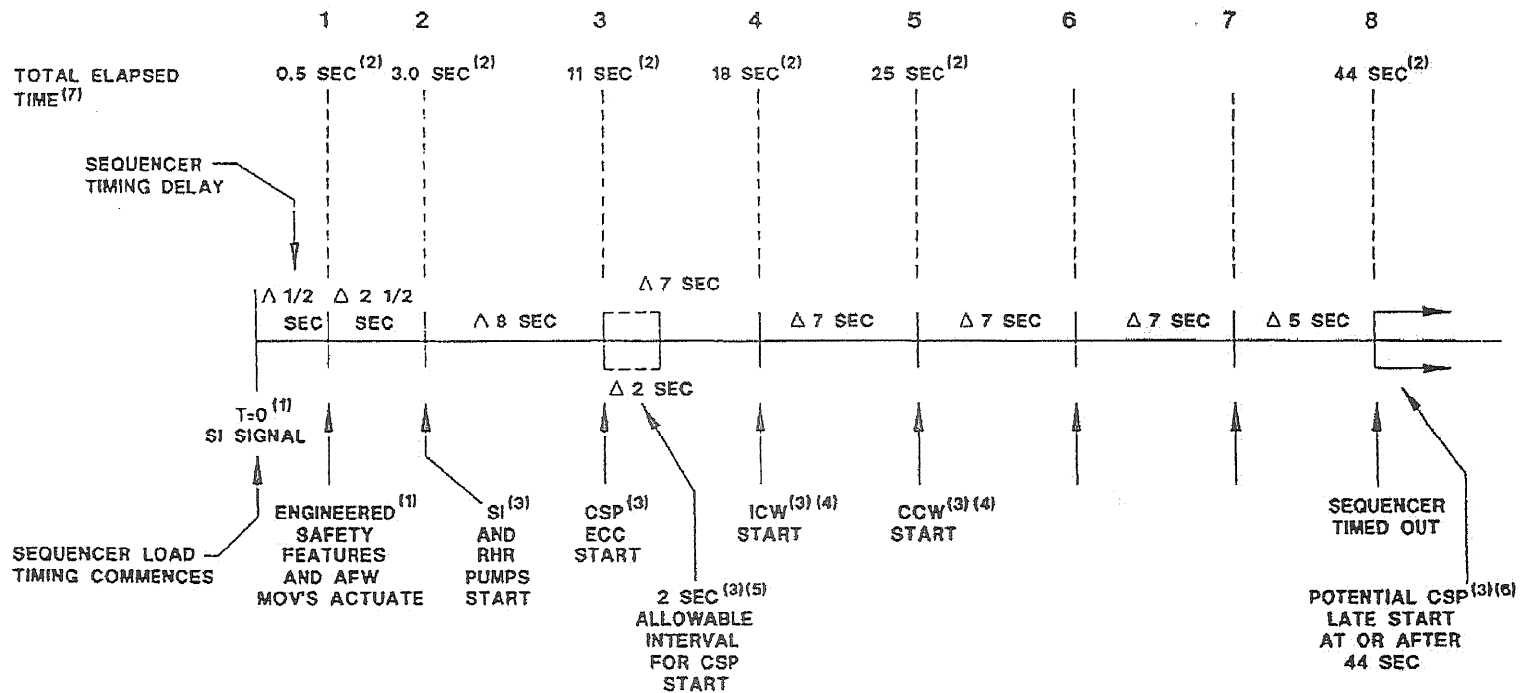 1 2 3 4 5 6 7 8
TOTAL ELAPSED
TIME(7)
0.5 SEC(2) 3.0 SEC(2) 11 SEC(2) 18 SEC(2) 25 SEC(2) 44 SEC(2)
SEQUENCER
TIMING DELAY
Δ 1/2
SEC
Δ 2 1/2
SEC
Δ 8 SEC
Δ 7 SEC
Δ 7 SEC
Δ 7 SEC
Δ 7 SEC
Δ 5 SEC
Δ 2 SEC
T=0(1)
SI SIGNAL
SEQUENCER LOAD
TIMING COMMENCES
ENGINEERED(1)
SAFETY
FEATURES
AND AFW
MOV'S ACTUATE
SI(3)
AND
RHR
PUMPS
START
CSP(3)
ECC
START
2 SEC(3)(5)
ALLOWABLE
INTERVAL
FOR CSP
START
ICW(3)(4)
START
CCW(3)(4)
START
SEQUENCER
TIMED OUT
POTENTIAL CSP(3)(6)
LATE START
AT OR AFTER
44 SEC